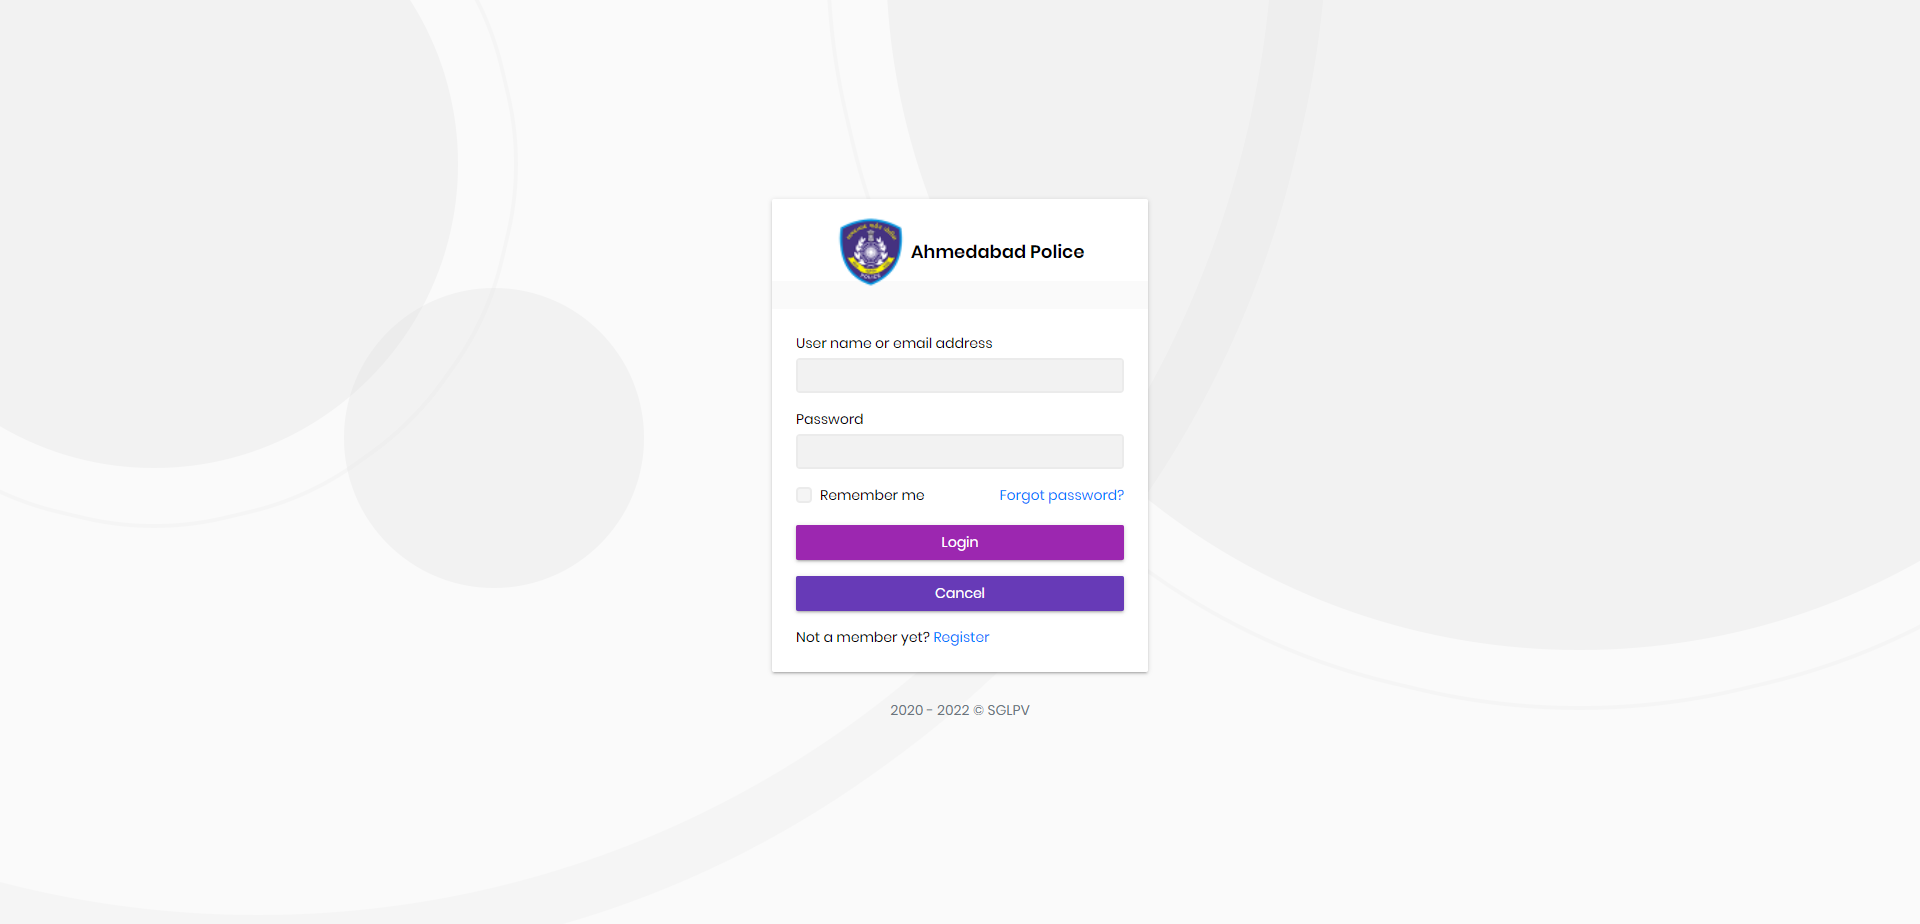 Ahmedabad Police
User name or email address
Password
Remember me
Forgot password?
Login
Cancel
Not a member yet? Register
2020 - 2022 © SGLPV